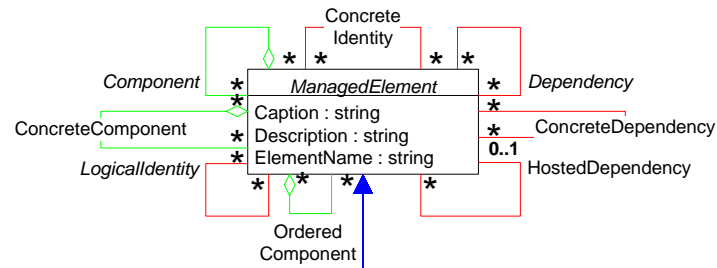 Concrete
Identity
* * * *
Component
Dependency
*
ManagedElement
*
*
Caption : string
ConcreteComponent
*
Description : string
*
ConcreteDependency
LogicalIdentity
*
ElementName : string
0..1
HostedDependency
* * * *
Ordered
Component